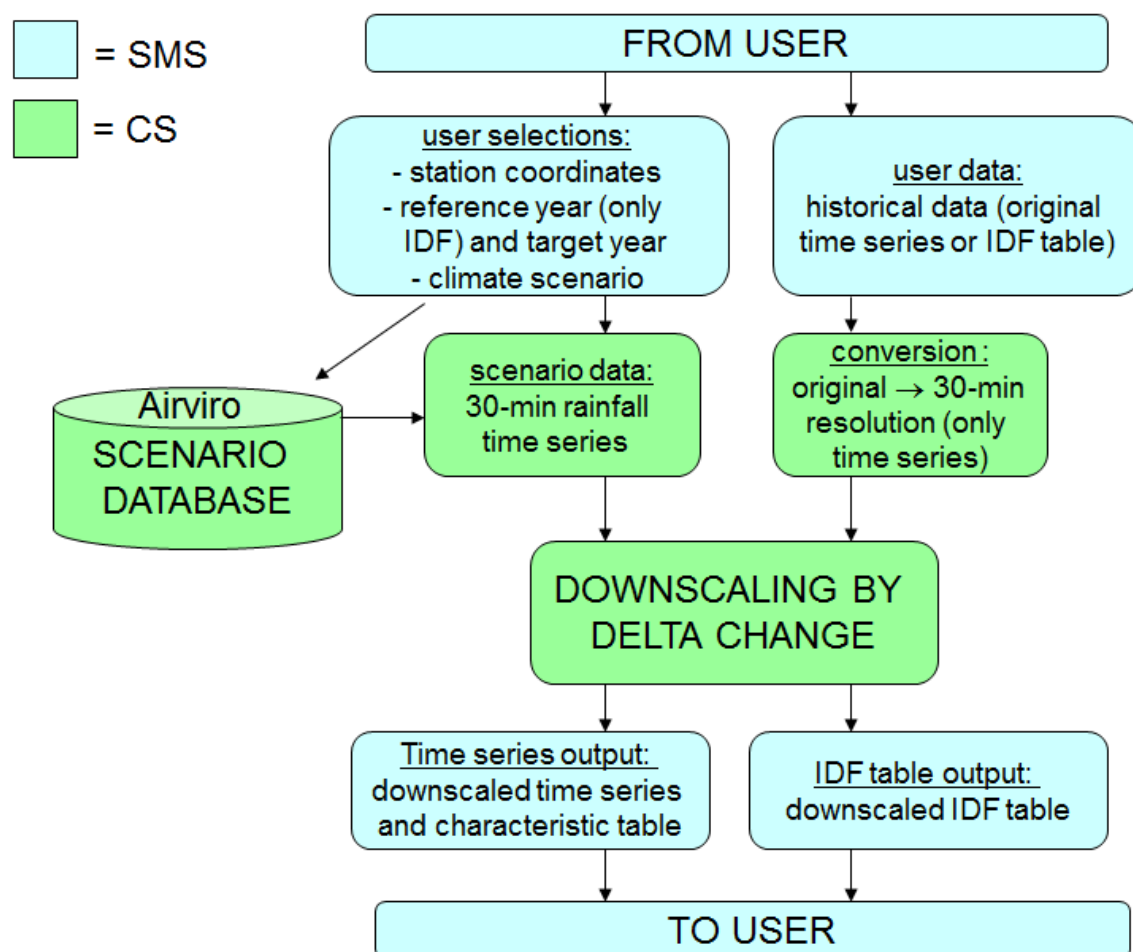 = SMS
= CS
FROM USER
user selections:
- station coordinates
- reference year (only
IDF) and target year
- climate scenario
user data:
historical data (original
time series or IDF table)
Airviro
SCENARIO
DATABASE
scenario data:
30-min rainfall
time series
conversion :
original → 30-min
resolution (only
time series)
DOWNSCALING BY
DELTA CHANGE
Time series output:
downscaled time series
and characteristic table
IDF table output:
downscaled IDF table
TO USER